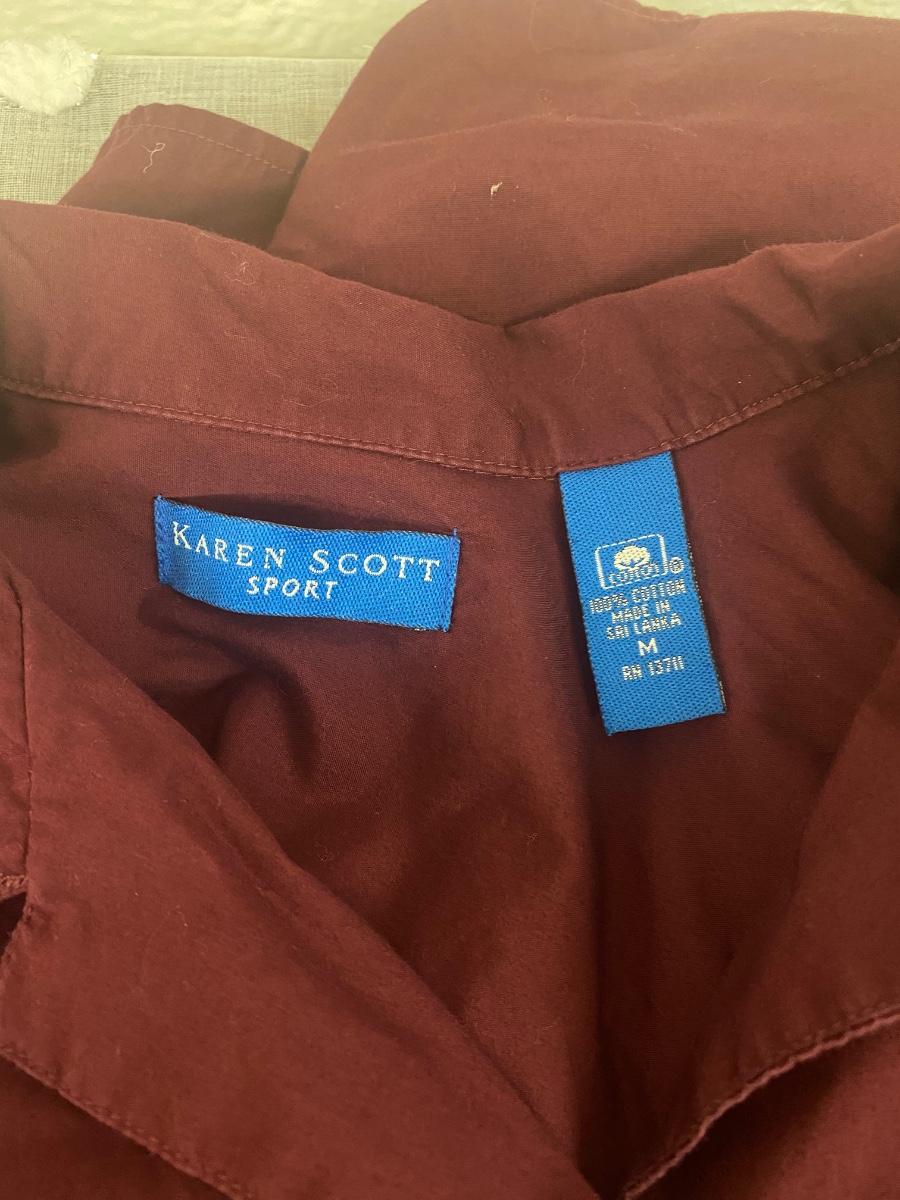 KAREN SCOTT
SPORT
COTTON
®
100% COTTON
MADE IN
SRI LANKA
M
RN 13711